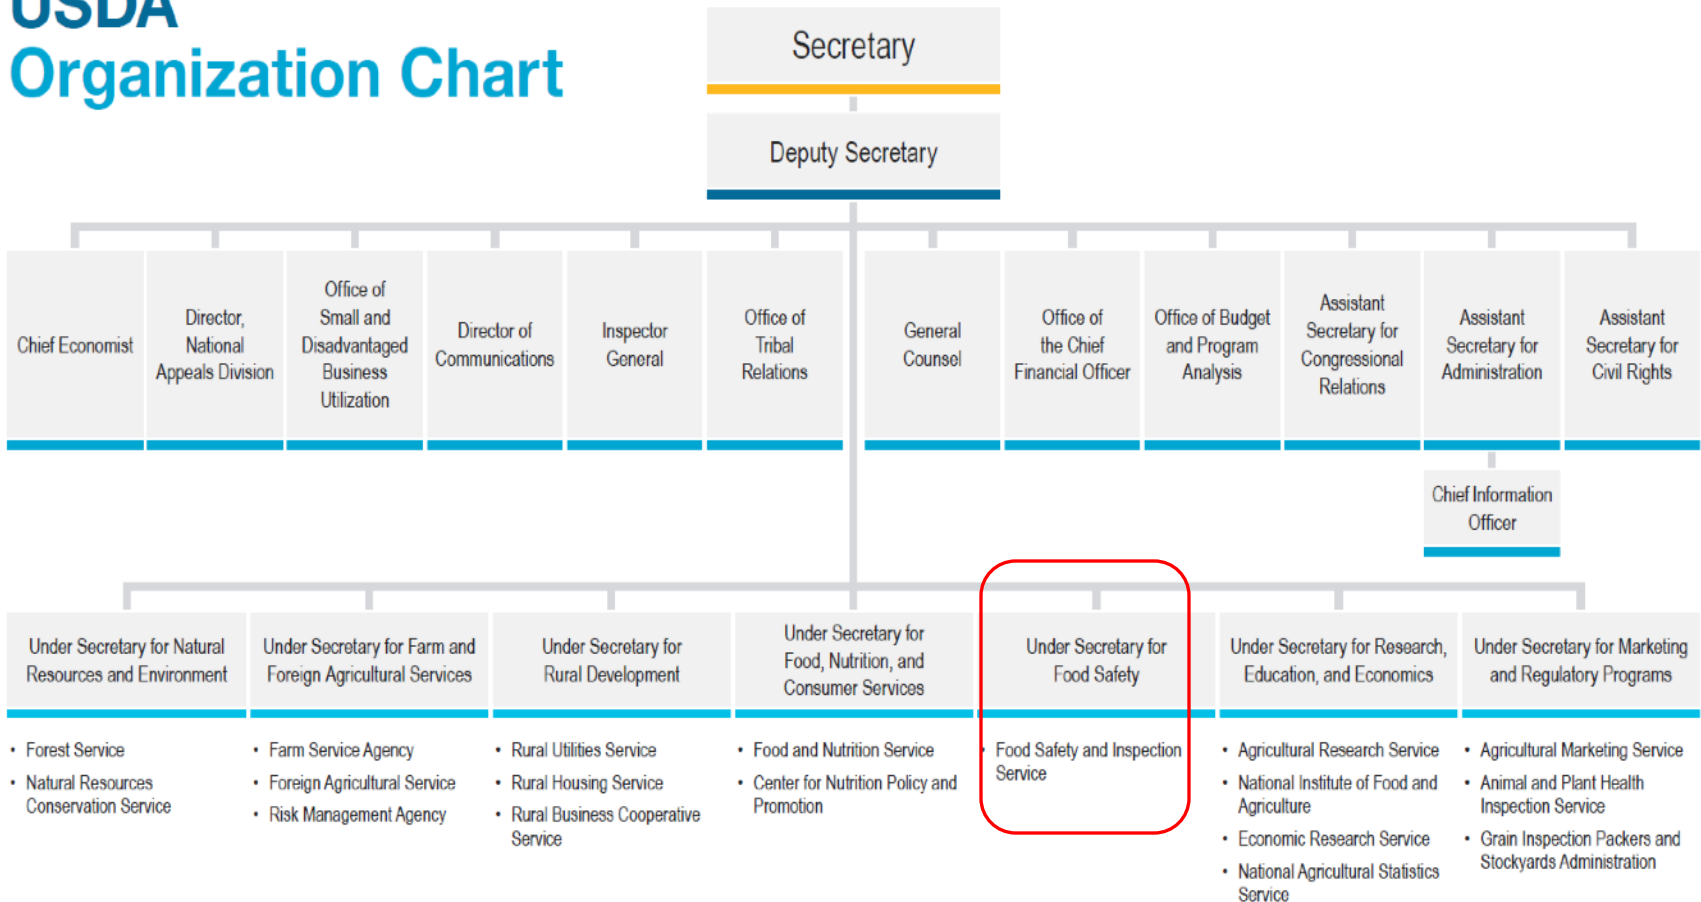 USDA
Organization Chart
Secretary
Deputy Secretary
Chief Economist
Director,
National
Appeals Division
Office of
Small and
Disadvantaged
Business
Utilization
Director of
Communications
Inspector
General
Office of
Tribal
Relations
General
Counsel
Office of
the Chief
Financial Officer
Office of Budget
and Program
Analysis
Assistant
Secretary for
Congressional
Relations
Assistant
Secretary for
Administration
Assistant
Secretary for
Civil Rights
Chief Information
Officer
Under Secretary for Natural
Resources and Environment
• Forest Service
• Natural Resources
Conservation Service
Under Secretary for Farm and
Foreign Agricultural Services
• Farm Service Agency
• Foreign Agricultural Service
• Risk Management Agency
Under Secretary for
Rural Development
• Rural Utilities Service
• Rural Housing Service
• Rural Business Cooperative
Service
Under Secretary for
Food, Nutrition, and
Consumer Services
• Food and Nutrition Service
• Center for Nutrition Policy and
Promotion
Under Secretary for
Food Safety
• Food Safety and Inspection
Service
Under Secretary for Research,
Education, and Economics
• Agricultural Research Service
• National Institute of Food and
Agriculture
• Economic Research Service
• National Agricultural Statistics
Service
Under Secretary for Marketing
and Regulatory Programs
• Agricultural Marketing Service
• Animal and Plant Health
Inspection Service
• Grain Inspection Packers and
Stockyards Administration